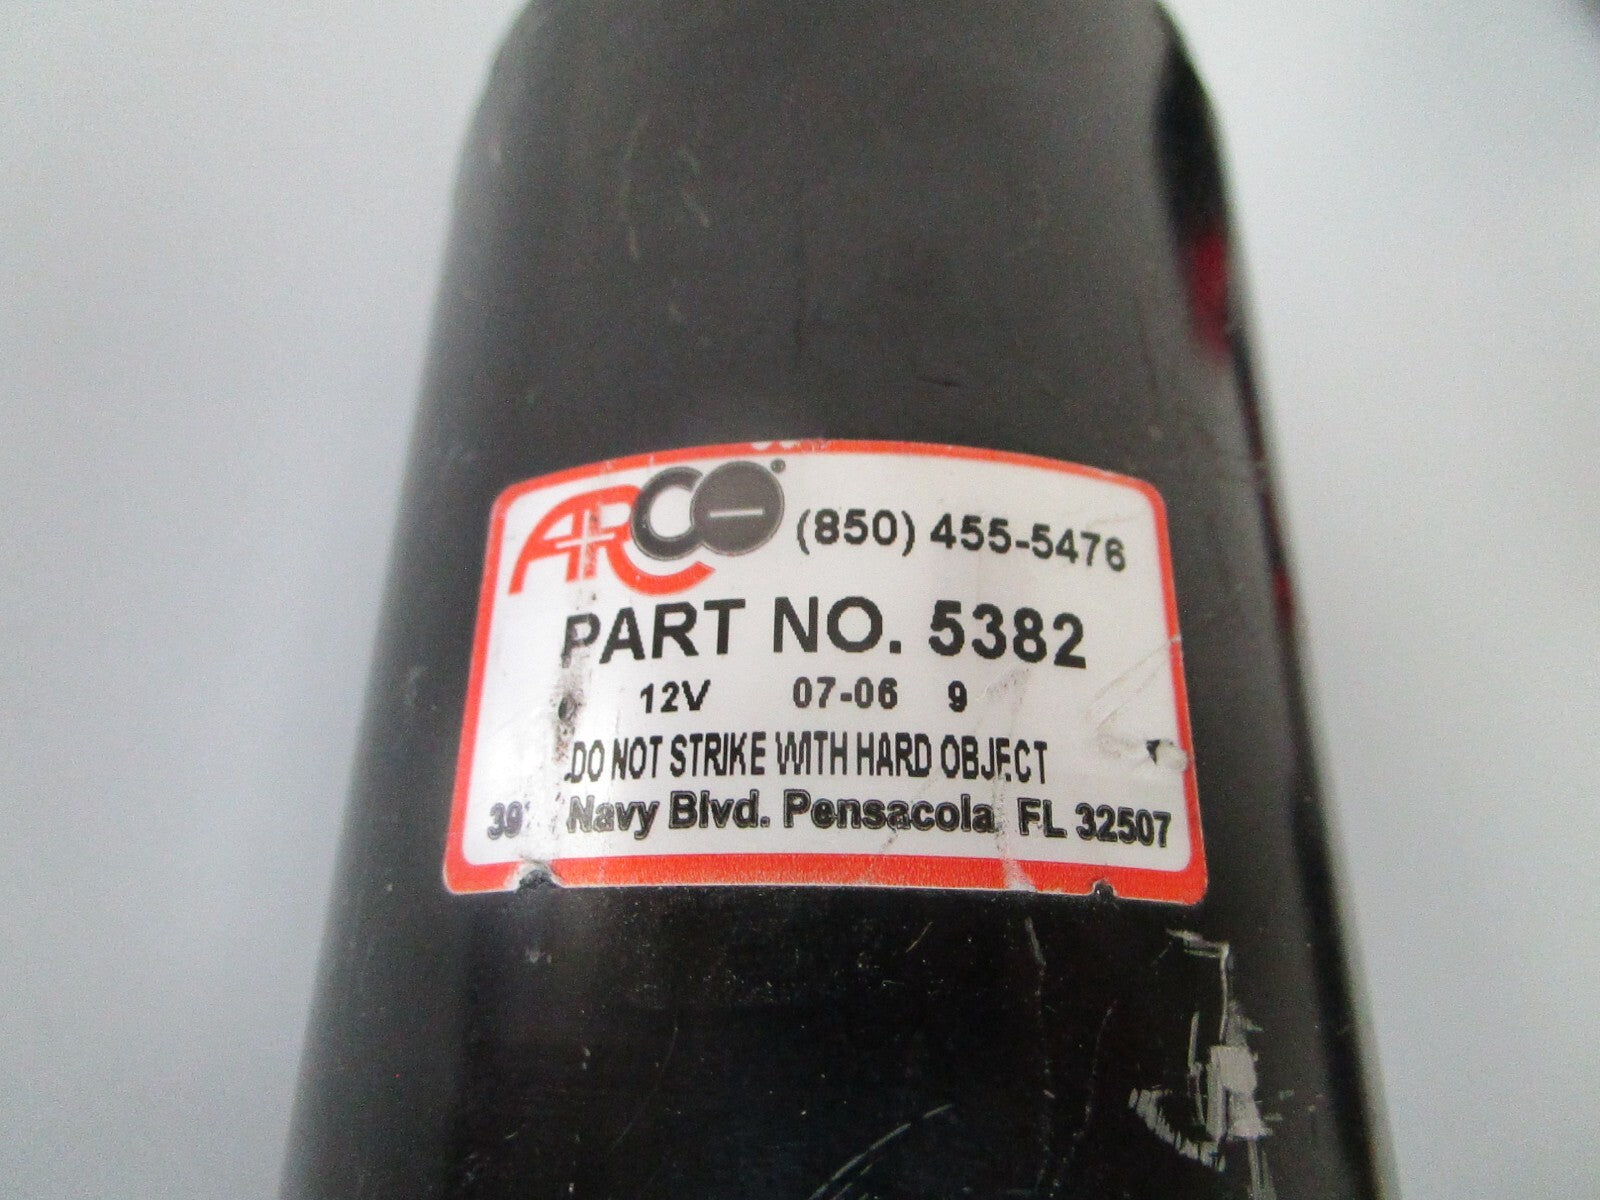 ARCO (850) 455-5476
PART NO. 5382
12V 07-06 9
DO NOT STRIKE WITH HARD OBJECT
Navy Blvd. Pensacola FL 32507